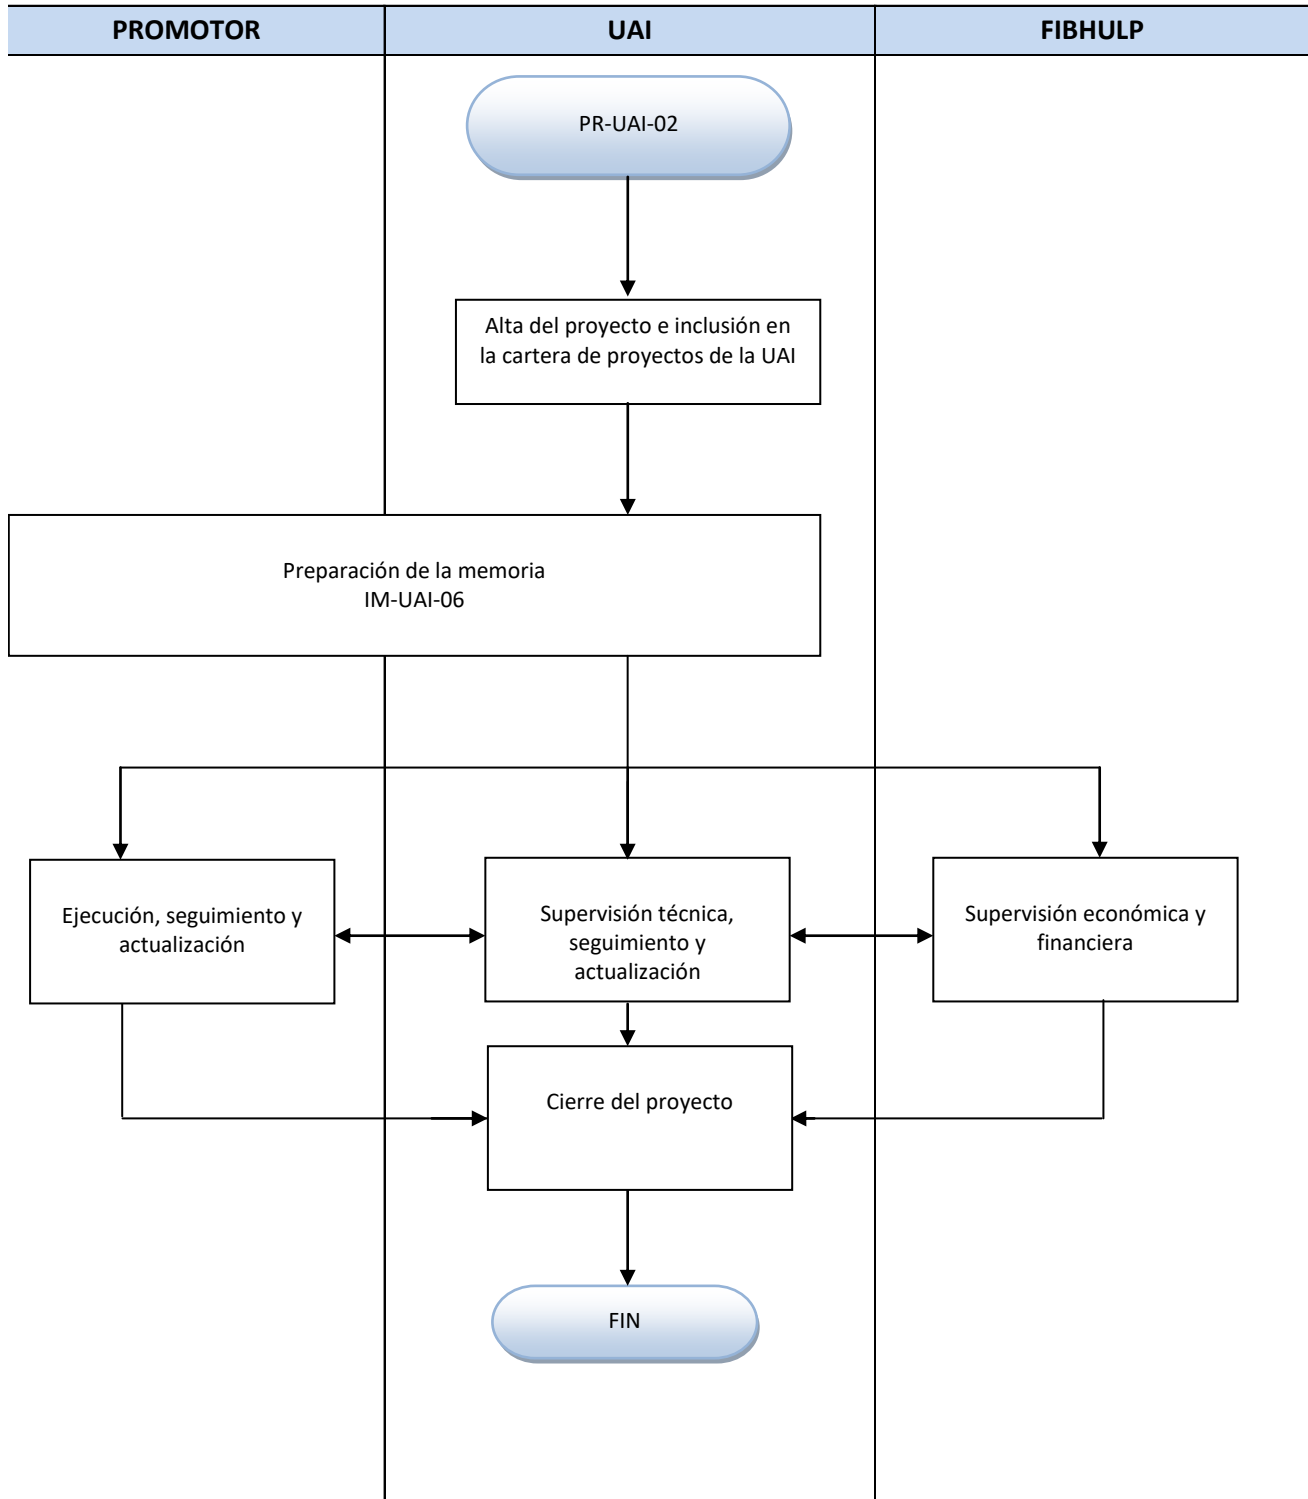 PROMOTOR
UAI
FIBHULP
PR-UAI-02
Alta del proyecto e inclusión en
la cartera de proyectos de la UAI
Preparación de la memoria
IM-UAI-06
Ejecución, seguimiento y
actualización
Supervisión técnica,
seguimiento y
actualización
Supervisión económica y
financiera
Cierre del proyecto
FIN